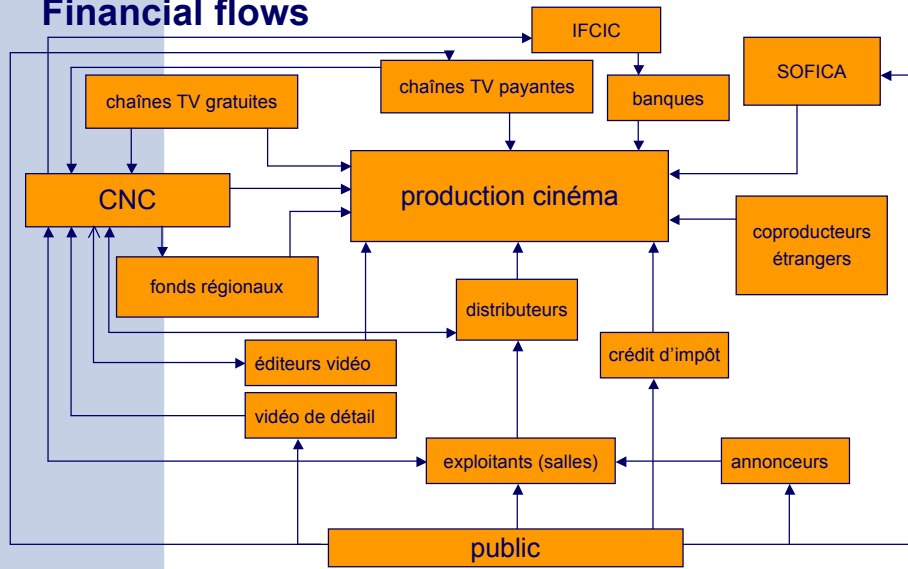 Financial flows
IFCIC
SOFICA
chaînes TV payantes
chaînes TV gratuites
banques
production cinéma
CNC
coproducteurs
étrangers
fonds régionaux
distributeurs
crédit d'impôt
éditeurs vidéo
vidéo de détail
exploitants (salles)
annonceurs
public